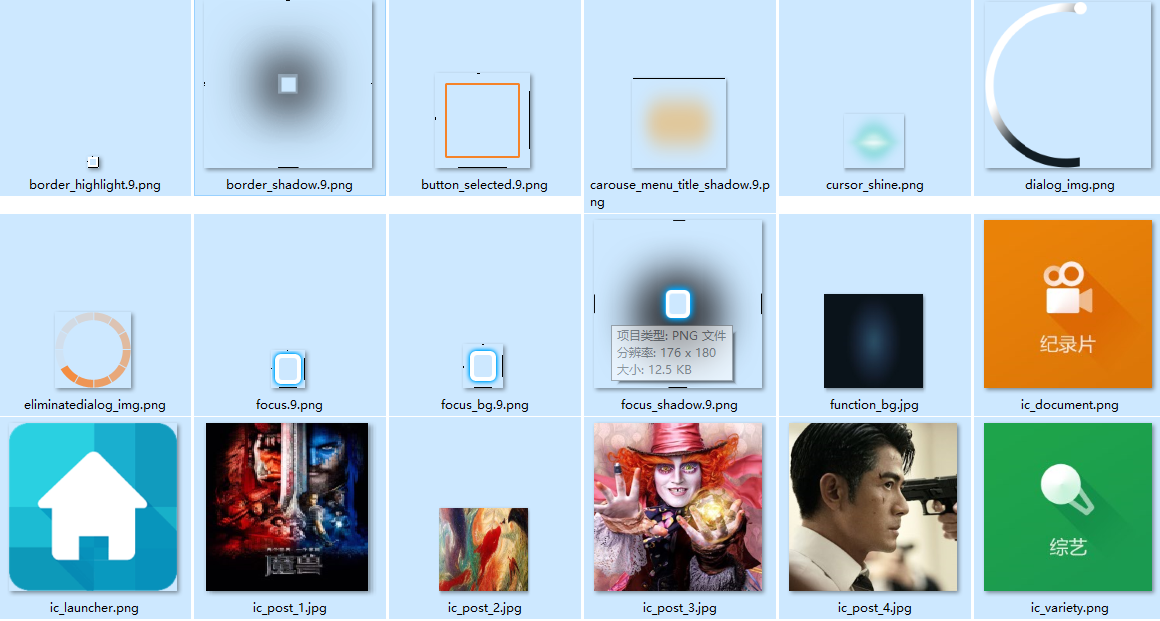 border_highlight.9.png
border_shadow.9.png
button_selected.9.png
carouse_menu_title_shadow.9.p
ng
cursor_shine.png
dialog_img.png
项目类型: PNG 文件
分辨率: 176 x 180
大小: 12.5 KB
纪录片
eliminatedialog_img.png
focus.9.png
focus_bg.9.png
focus_shadow.9.png
function_bg.jpg
ic_document.png
魔兽
综艺
ic_launcher.png
ic_post_1.jpg
ic_post_2.jpg
ic_post_3.jpg
ic_post_4.jpg
ic_variety.png